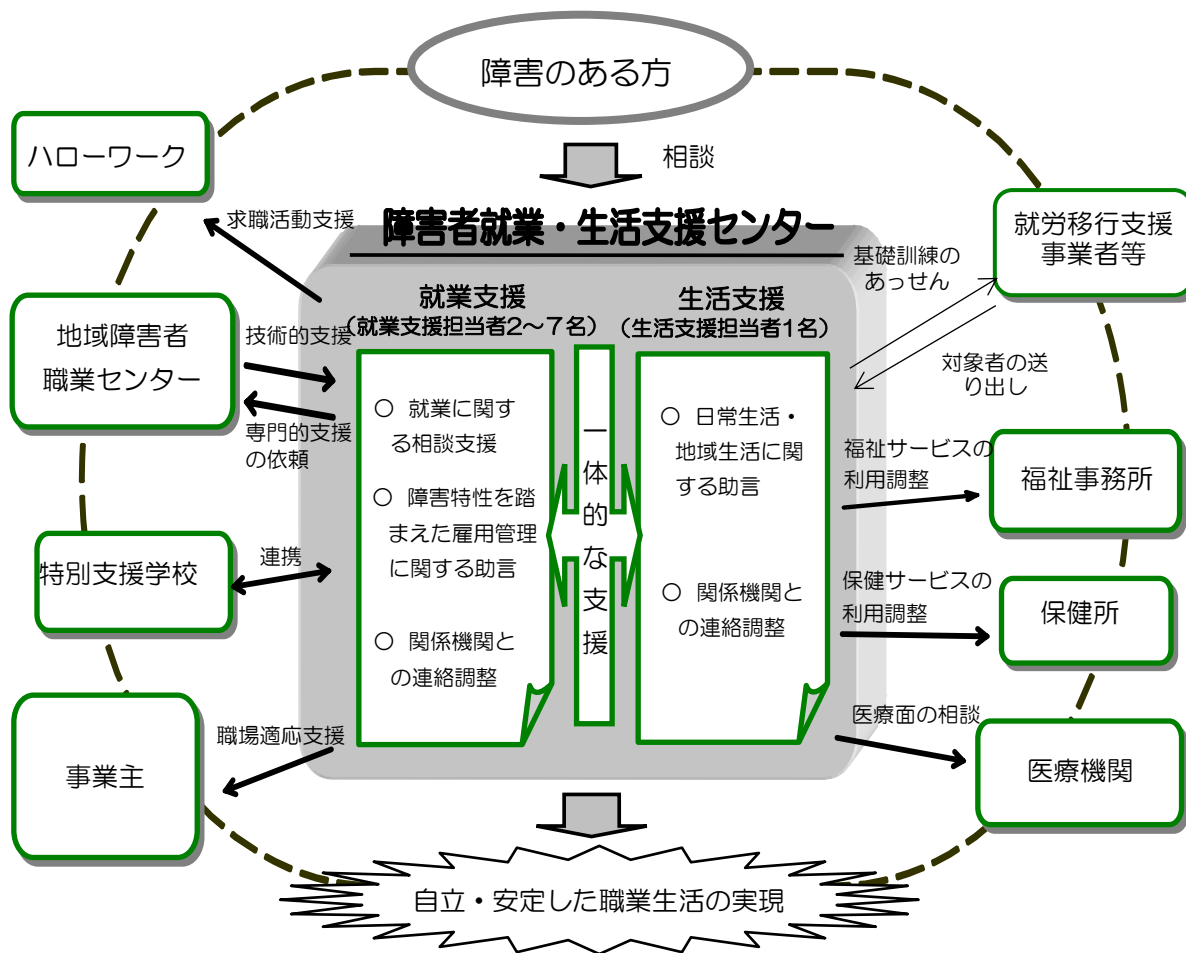 障害のある方
相談
ハローワーク
求職活動支援
障害者就業・生活支援センター
就労移行支援
事業者等
基礎訓練の
あっせん
対象者の送
り出し
地域障害者
職業センター
技術的支援
専門的支援
の依頼
就業支援
(就業支援担当者2～7名)
○ 就業に関す
る相談支援
○ 障害特性を踏
まえた雇用管理
に関する助言
○ 関係機関と
の連絡調整
一体的な支援
生活支援
(生活支援担当者1名)
○ 日常生活・
地域生活に関
する助言
○ 関係機関と
の連絡調整
福祉サービスの
利用調整
福祉事務所
特別支援学校
連携
保健サービスの
利用調整
保健所
事業主
職場適応支援
医療面の相談
医療機関
自立・安定した職業生活の実現